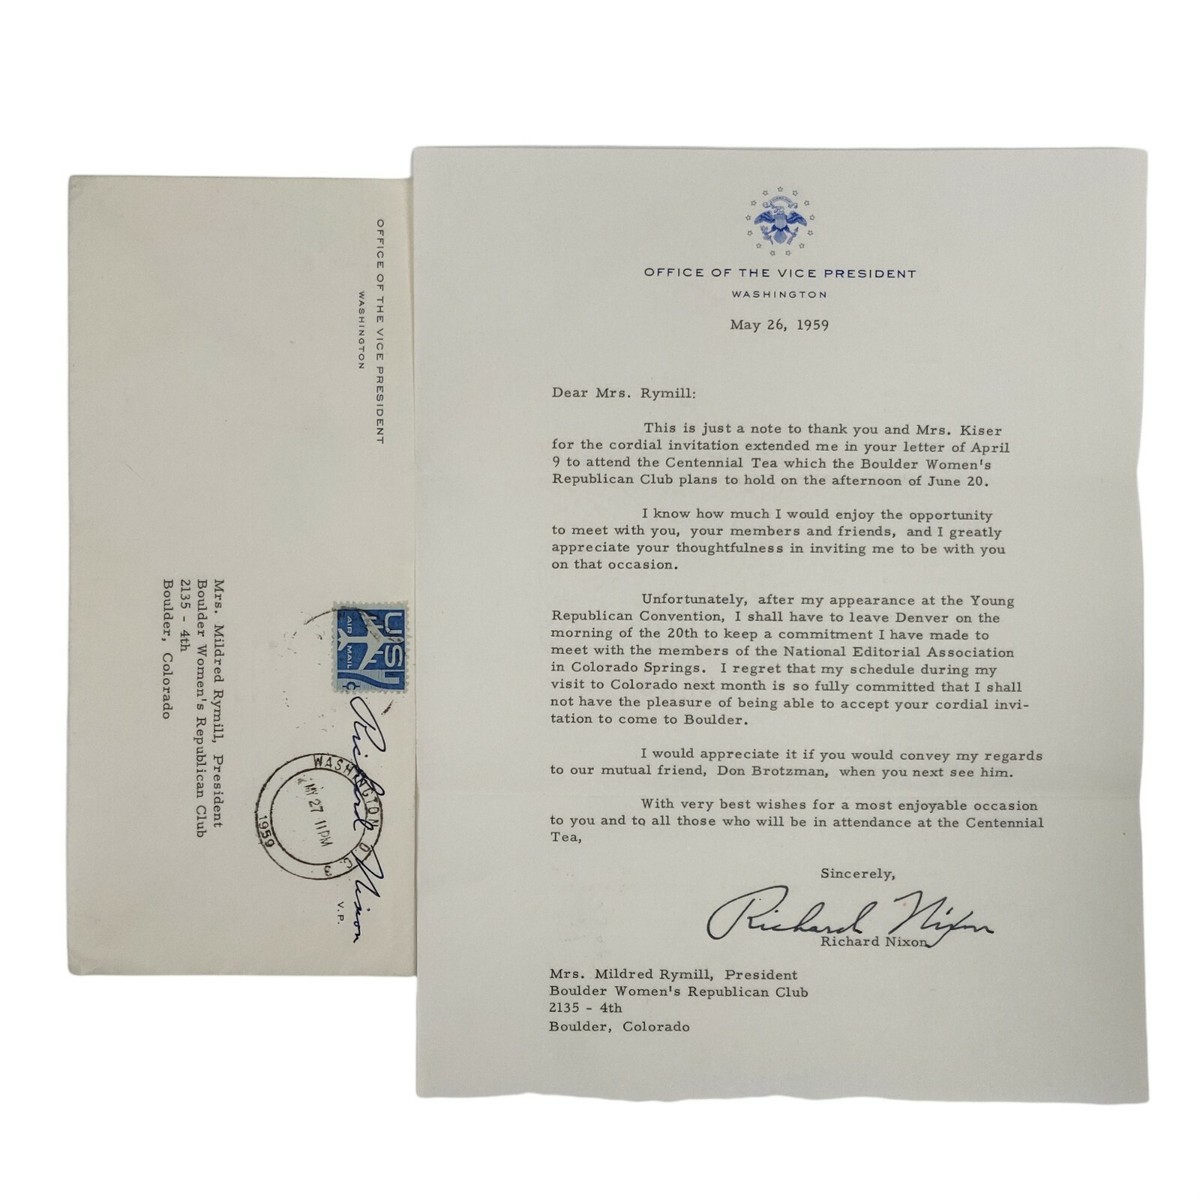 OFFICE OF THE VICE PRESIDENT
WASHINGTON
US
AIR MAIL
7¢
Richard Nixon
V.P.
WASHINGTON
MY 27 11 PM
1959
Mrs. Mildred Rymill, President
Boulder Women's Republican Club
2135 - 4th
Boulder, Colorado
OFFICE OF THE VICE PRESIDENT
WASHINGTON
May 26, 1959
Dear Mrs. Rymill:
This is just a note to thank you and Mrs. Kiser
for the cordial invitation extended me in your letter of April
9 to attend the Centennial Tea which the Boulder Women's
Republican Club plans to hold on the afternoon of June 20.
I know how much I would enjoy the opportunity
to meet with you, your members and friends, and I greatly
appreciate your thoughtfulness in inviting me to be with you
on that occasion.
Unfortunately, after my appearance at the Young
Republican Convention, I shall have to leave Denver on the
morning of the 20th to keep a commitment I have made to
meet with the members of the National Editorial Association
in Colorado Springs. I regret that my schedule during my
visit to Colorado next month is so fully committed that I shall
not have the pleasure of being able to accept your cordial invi-
tation to come to Boulder.
I would appreciate it if you would convey my regards
to our mutual friend, Don Brotzman, when you next see him.
With very best wishes for a most enjoyable occasion
to you and to all those who will be in attendance at the Centennial
Tea,
Sincerely,
Richard Nixon
Richard Nixon
Mrs. Mildred Rymill, President
Boulder Women's Republican Club
2135 - 4th
Boulder, Colorado